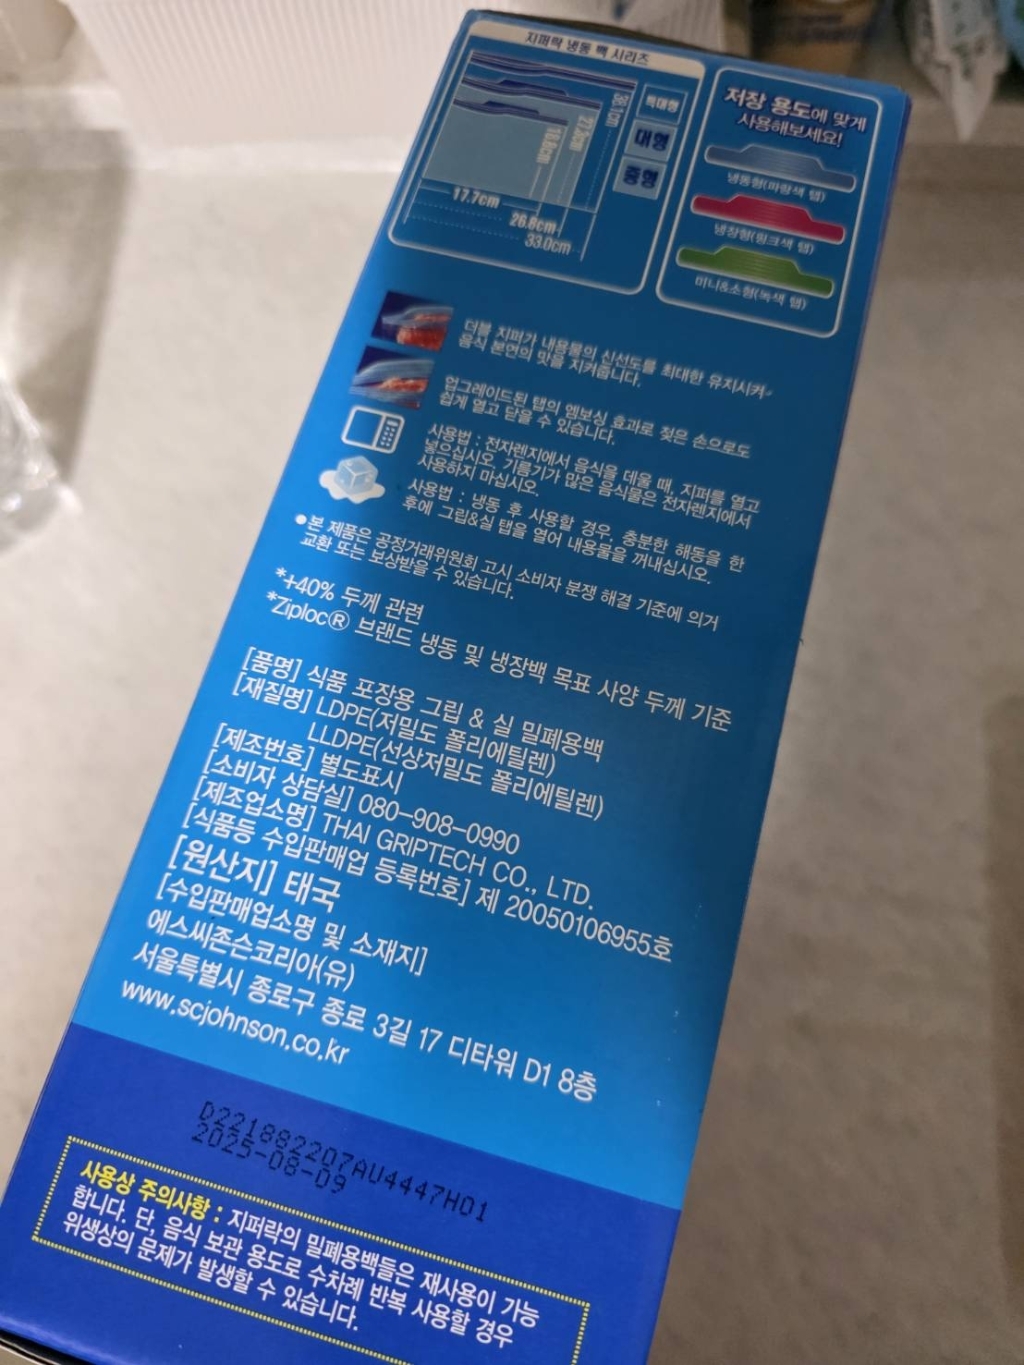 지퍼락 냉동 백 시리즈
특대형
대형
중형
18.8cm
27.3cm
17.7cm
26.8cm
33.0cm
저장 용도에 맞게
사용해보세요!
냉동형(파랑색 탭)
냉장형(핑크색 탭)
미니&소형(녹색 탭)
더블 지퍼가 내용물의 신선도를 최대한 유지시켜
음식 본연의 맛을 지켜줍니다.
업그레이드된 탭의 엠보싱 효과로 젖은 손으로도
쉽게 열고 닫을 수 있습니다.
사용법 : 전자렌지에서 음식을 데울 때, 지퍼를 열고
넣으십시오. 기름기가 많은 음식물은 전자렌지에서
사용하지 마십시오.
사용법 : 냉동 후 사용할 경우, 충분한 해동을 한
후에 그립&실 탭을 열어 내용물을 꺼내십시오.
●본 제품은 공정거래위원회 고시 소비자 분쟁 해결 기준에 의거
교환 또는 보상받을 수 있습니다.
*+40% 두께 관련
*Ziploc® 브랜드 냉동 및 냉장백 목표 사양 두께 기준
[품명] 식품 포장용 그립 & 실 밀폐용백
[재질명] LDPE(저밀도 폴리에틸렌)
LLDPE(선상저밀도 폴리에틸렌)
[제조번호] 별도표시
[소비자 상담실] 080-908-0990
[제조업소명] THAI GRIPTECH CO., LTD.
[식품등 수입판매업 등록번호] 제 20050106955호
[원산지] 태국
[수입판매업소명 및 소재지]
에스씨존슨코리아(유)
서울특별시 종로구 종로 3길 17 디타워 D1 8층
www.scjohnson.co.kr
D221882207AU4447H01
2025-08-09
사용상 주의사항 : 지퍼락의 밀폐용백들은 재사용이 가능
합니다. 단, 음식 보관 용도로 수차례 반복 사용할 경우
위생상의 문제가 발생할 수 있습니다.